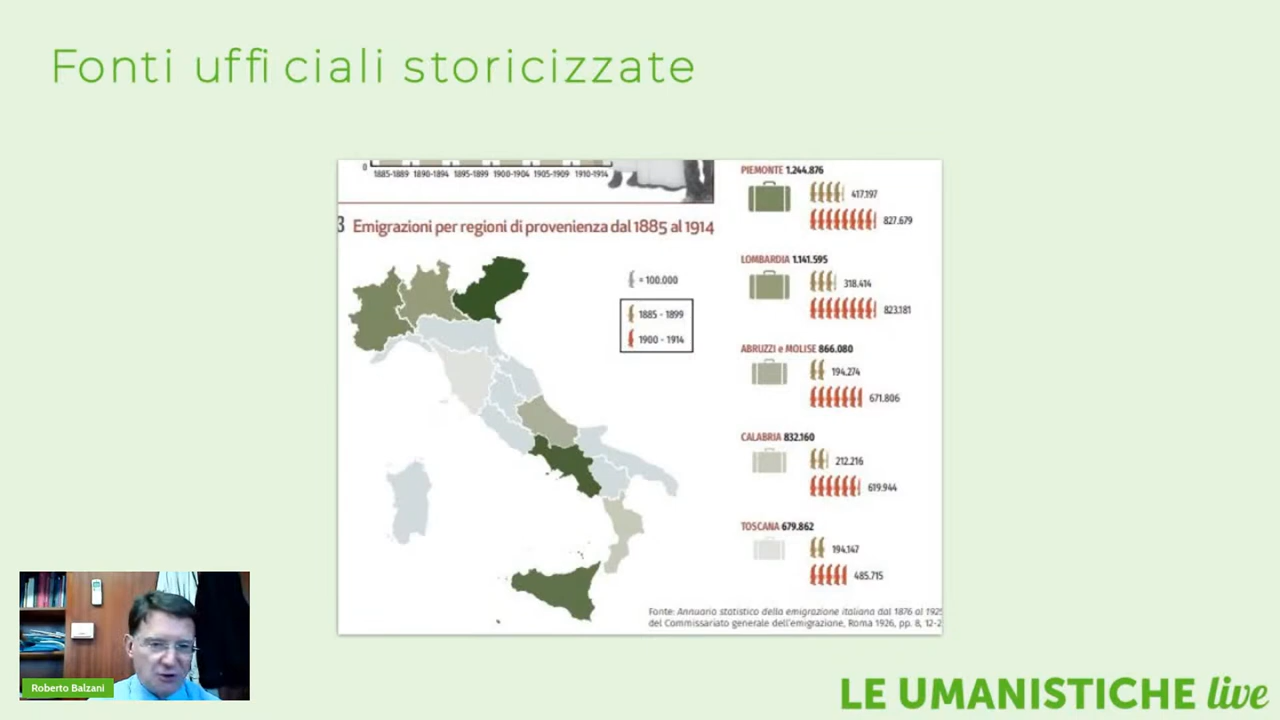 Fonti ufficiali storicizzate
0
1885-1889 1890-1894 1895-1899 1900-1904 1905-1909 1910-1914
3 Emigrazioni per regioni di provenienza dal 1885 al 1914
= 100.000
1885 - 1899
1900 - 1914
PIEMONTE 1.244.876
417.197
827.679
LOMBARDIA 1.141.595
318.414
823.181
ABRUZZI e MOLISE 866.080
194.274
671.806
CALABRIA 832.160
212.216
619.944
TOSCANA 679.862
194.147
485.715
Fonte: Annuario statistico della emigrazione italiana dal 1876 al 1925
del Commissariato generale dell'emigrazione, Roma 1926, pp. 8, 12-2
Roberto Balzani
LE UMANISTICHE live